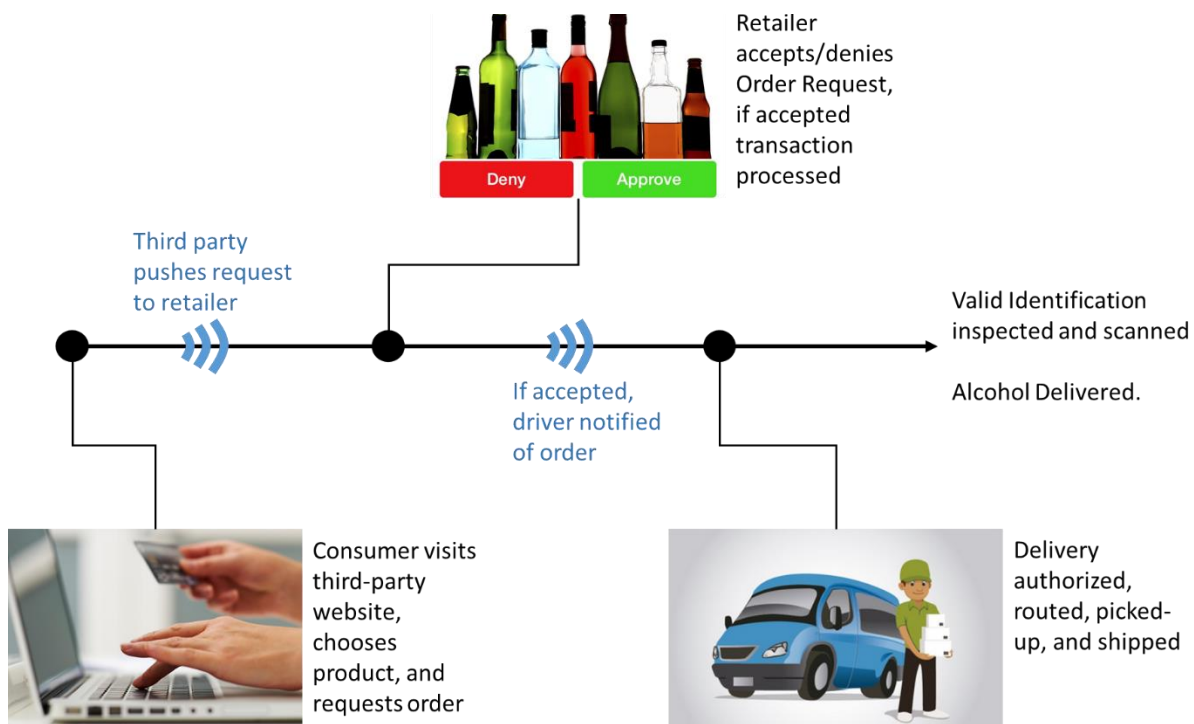 Retailer
accepts/denies
Order Request,
if accepted
transaction
processed
Deny
Approve
Third party
pushes request
to retailer
If accepted,
driver notified
of order
Valid Identification
inspected and scanned
Alcohol Delivered.
Consumer visits
third-party
website,
chooses
product, and
requests order
Delivery
authorized,
routed, picked-
up, and shipped